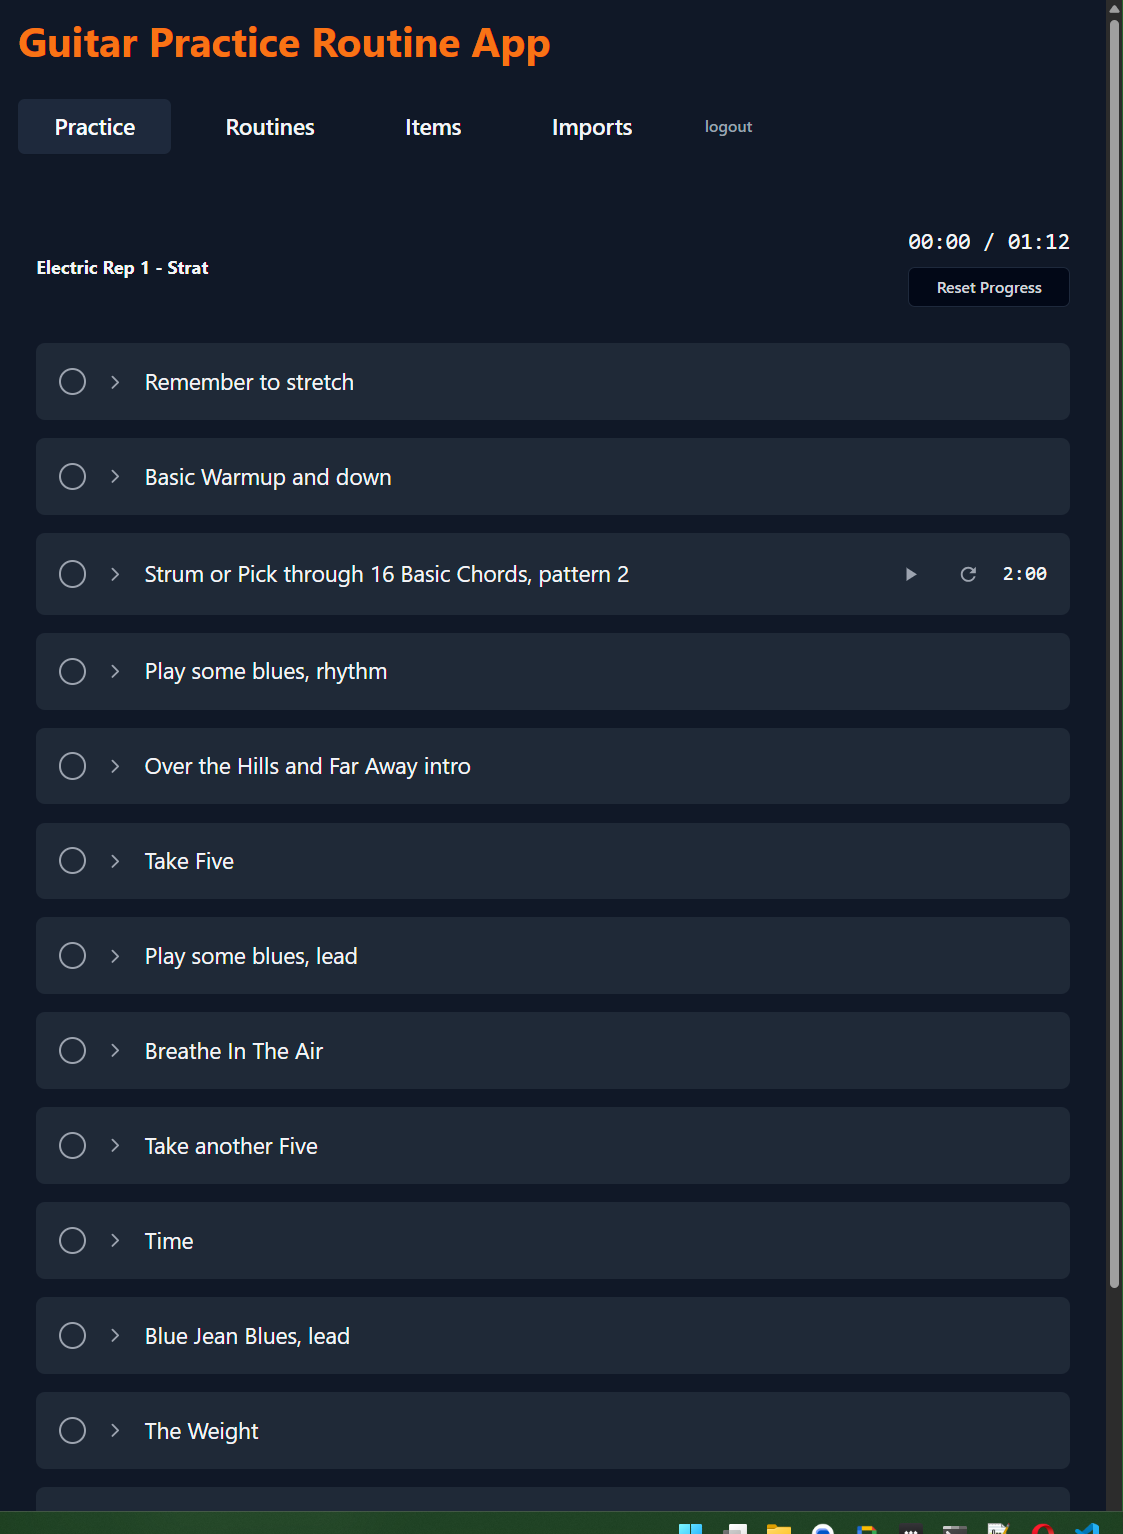 Guitar Practice Routine App
Practice Routines Items Imports logout
00:00 / 01:12
Electric Rep 1 - Strat
Reset Progress
Remember to stretch
Basic Warmup and down
Strum or Pick through 16 Basic Chords, pattern 2 2:00
Play some blues, rhythm
Over the Hills and Far Away intro
Take Five
Play some blues, lead
Breathe In The Air
Take another Five
Time
Blue Jean Blues, lead
The Weight